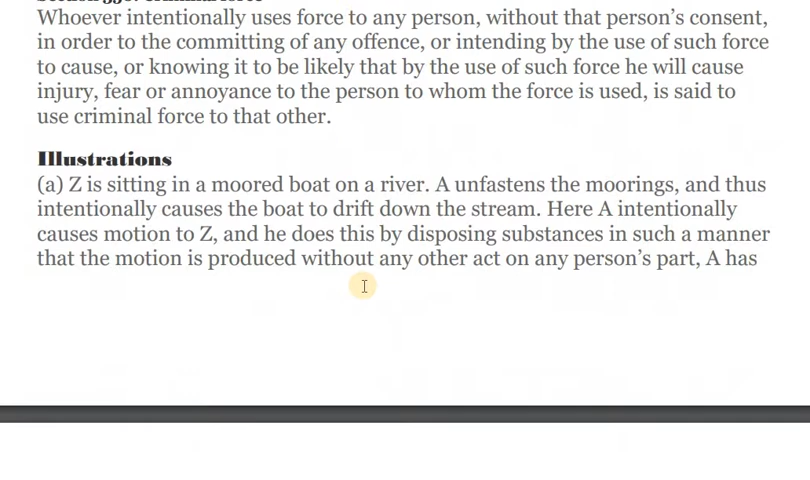 Whoever intentionally uses force to any person, without that person’s consent,
in order to the committing of any offence, or intending by the use of such force
to cause, or knowing it to be likely that by the use of such force he will cause
injury, fear or annoyance to the person to whom the force is used, is said to
use criminal force to that other.
Illustrations
(a) Z is sitting in a moored boat on a river. A unfastens the moorings, and thus
intentionally causes the boat to drift down the stream. Here A intentionally
causes motion to Z, and he does this by disposing substances in such a manner
that the motion is produced without any other act on any person’s part, A has